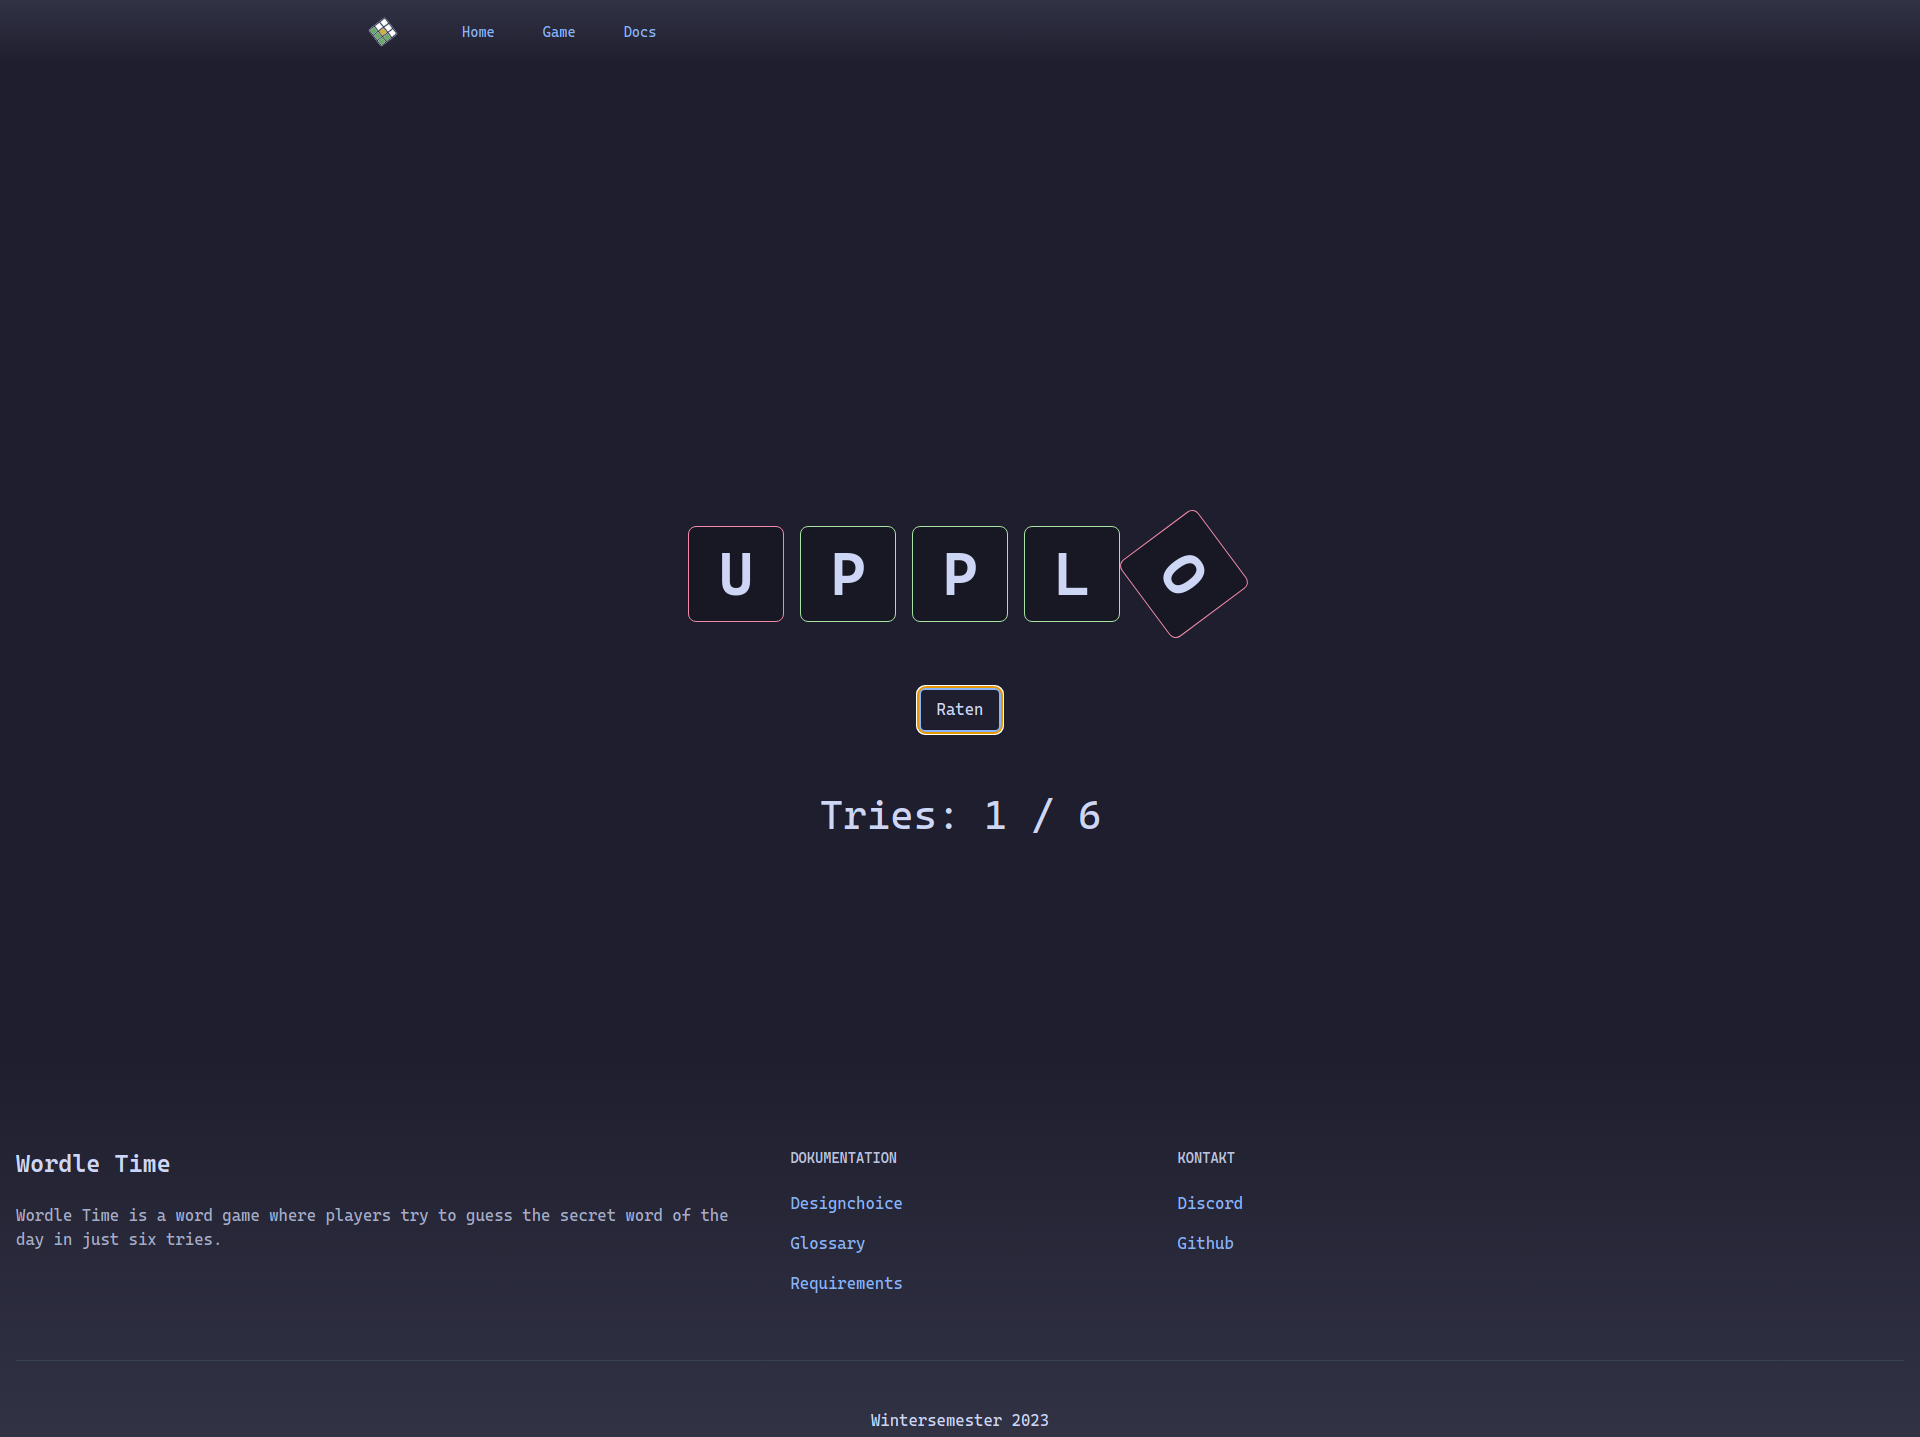 Home Game Docs
U P P L O
Raten
Tries: 1 / 6
Wordle Time
Wordle Time is a word game where players try to guess the secret word of the
day in just six tries.
DOKUMENTATION
Designchoice
Glossary
Requirements
KONTAKT
Discord
Github
Wintersemester 2023